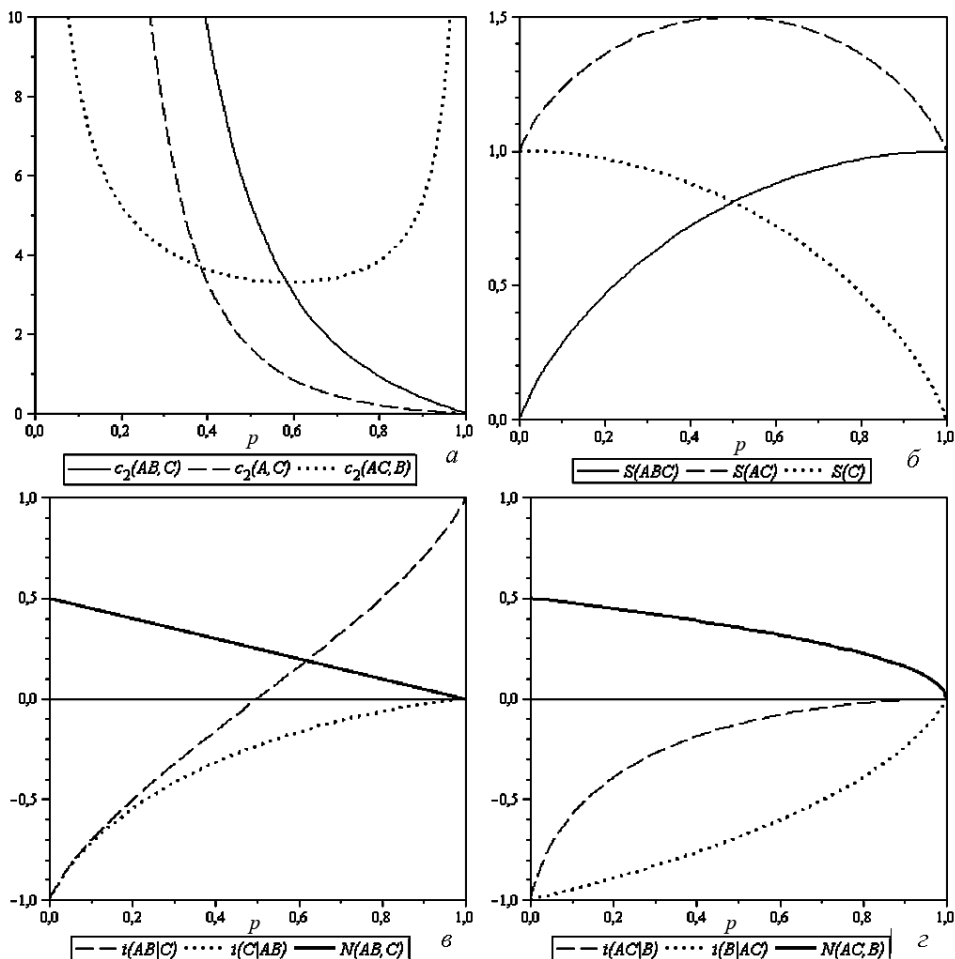 10
8
6
4
2
0
0,0 0,2 0,4 0,6 0,8 1,0
p
c₂(AB, C) c₂(A, C) c₂(AC, B)
а
1,5
1,0
0,5
0,0
0,0 0,2 0,4 0,6 0,8 1,0
p
S(ABC) S(AC) S(C)
б
1,0
0,5
0,0
−0,5
−1,0
0,0 0,2 0,4 0,6 0,8 1,0
p
i(AB|C) i(C|AB) N(AB, C)
в
1,0
0,5
0,0
−0,5
−1,0
0,0 0,2 0,4 0,6 0,8 1,0
p
i(AC|B) i(B|AC) N(AC, B)
г